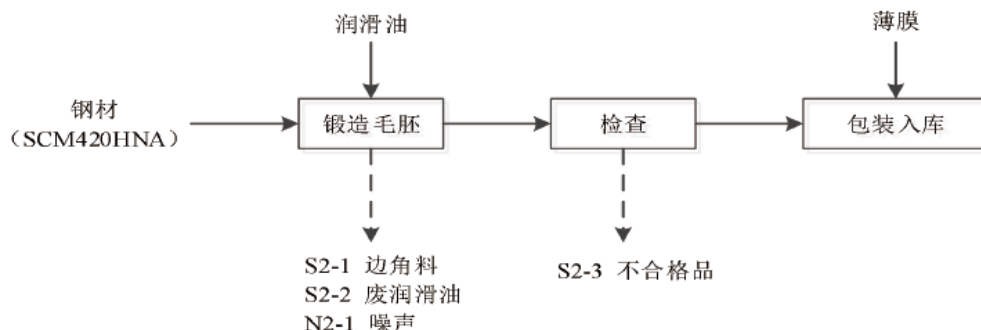 润滑油
薄膜
钢材
（SCM420HNA）
锻造毛胚
检查
包装入库
S2-1 边角料
S2-2 废润滑油
N2-1 噪声
S2-3 不合格品